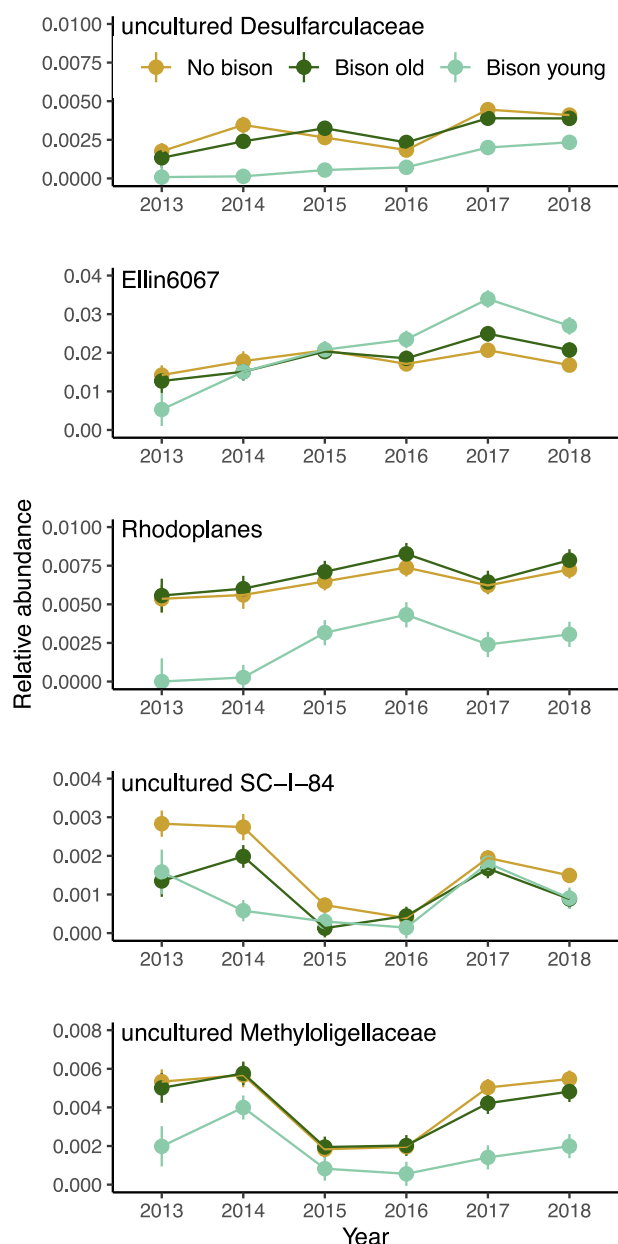 uncultured Desulfarculaceae
No bison Bison old Bison young
0.0100
0.0075
0.0050
0.0025
0.0000
2013 2014 2015 2016 2017 2018
Ellin6067
0.04
0.03
0.02
0.01
0.00
2013 2014 2015 2016 2017 2018
Relative abundance
Rhodoplanes
0.0100
0.0075
0.0050
0.0025
0.0000
2013 2014 2015 2016 2017 2018
uncultured SC−I−84
0.004
0.003
0.002
0.001
0.000
2013 2014 2015 2016 2017 2018
uncultured Methyloligellaceae
0.008
0.006
0.004
0.002
0.000
2013 2014 2015 2016 2017 2018
Year